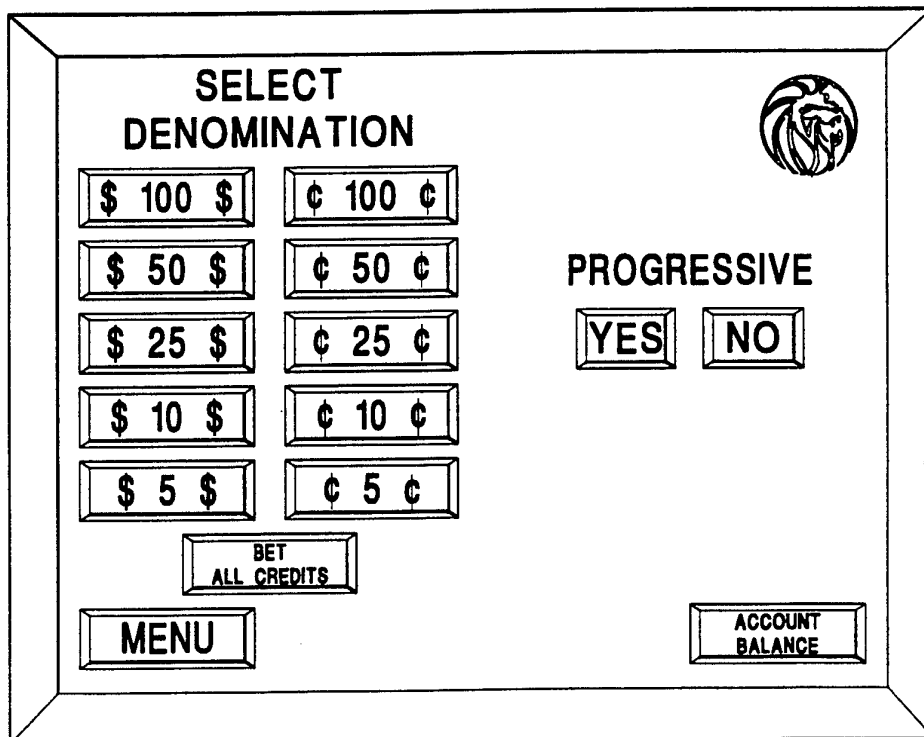 SELECT
DENOMINATION
$ 100 $
¢ 100 ¢
$ 50 $
¢ 50 ¢
$ 25 $
¢ 25 ¢
$ 10 $
¢ 10 ¢
$ 5 $
¢ 5 ¢
BET
ALL CREDITS
MENU
PROGRESSIVE
YES NO
ACCOUNT
BALANCE